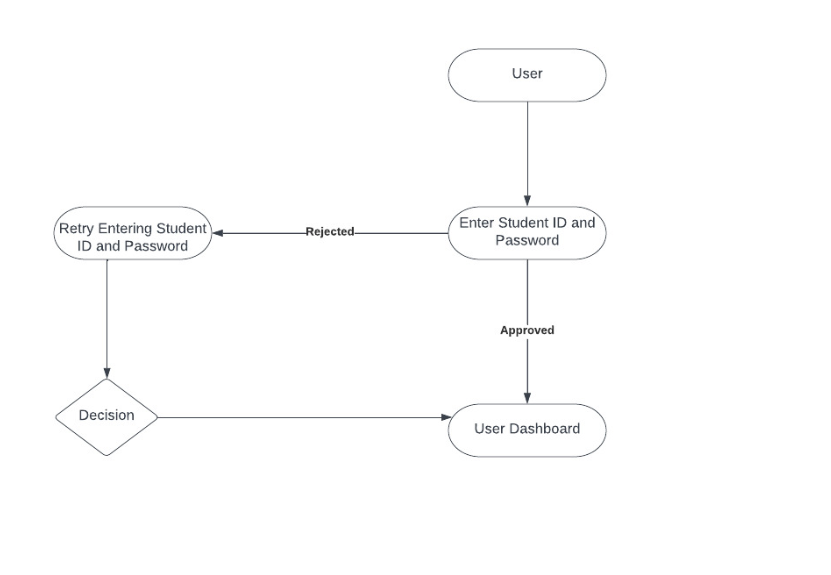 User
Enter Student ID and
Password
Rejected
Retry Entering Student
ID and Password
Approved
Decision
User Dashboard